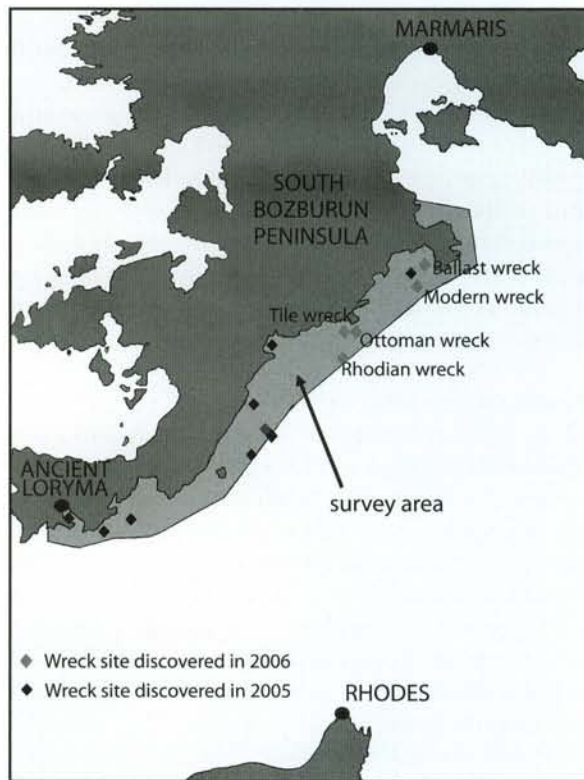 MARMARIS
SOUTH
BOZBURUN
PENINSULA
Ballast wreck
Modern wreck
Tile wreck
Ottoman wreck
Rhodian wreck
ANCIENT
LORYMA
survey area
Wreck site discovered in 2006
Wreck site discovered in 2005
RHODES